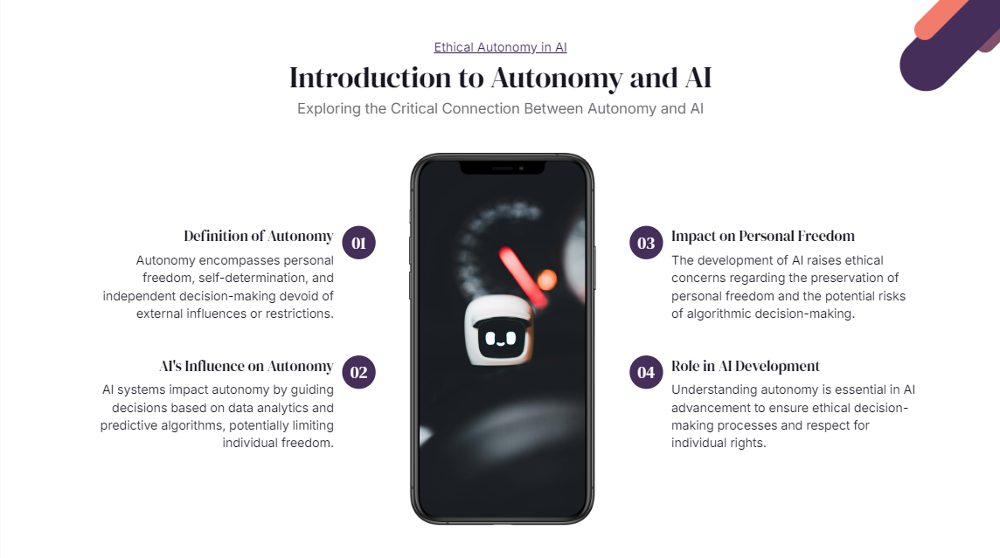 Ethical Autonomy in AI
Introduction to Autonomy and AI
Exploring the Critical Connection Between Autonomy and AI
Definition of Autonomy
01
Autonomy encompasses personal
freedom, self-determination, and
independent decision-making devoid of
external influences or restrictions.
AI's Influence on Autonomy
02
AI systems impact autonomy by guiding
decisions based on data analytics and
predictive algorithms, potentially limiting
individual freedom.
03
Impact on Personal Freedom
The development of AI raises ethical
concerns regarding the preservation of
personal freedom and the potential risks
of algorithmic decision-making.
04
Role in AI Development
Understanding autonomy is essential in AI
advancement to ensure ethical decision-
making processes and respect for
individual rights.